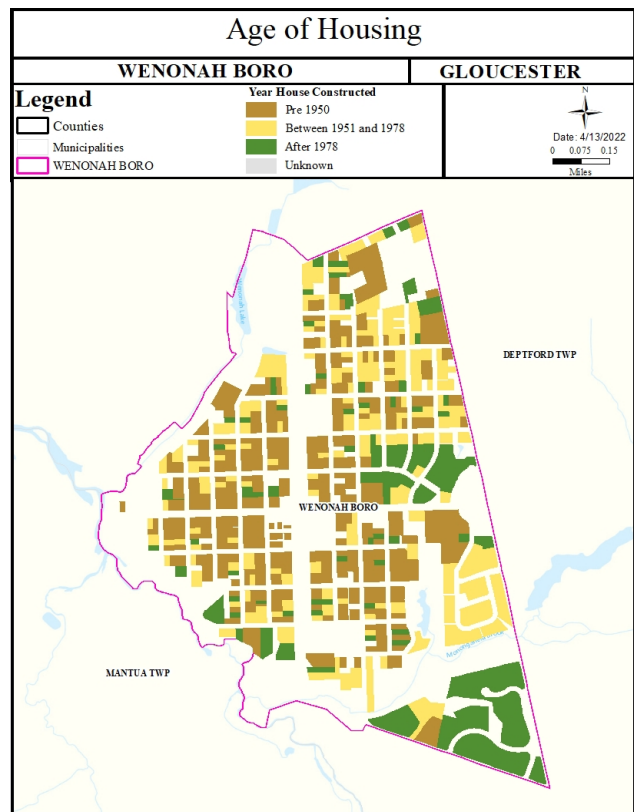 Age of Housing
WENONAH BORO
GLOUCESTER
Legend
Counties
Municipalities
WENONAH BORO
Year House Constructed
Pre 1950
Between 1951 and 1978
After 1978
Unknown
N
Date: 4/13/2022
0 0.075 0.15
Miles
DEPTFORD TWP
WENONAH BORO
MANTUA TWP